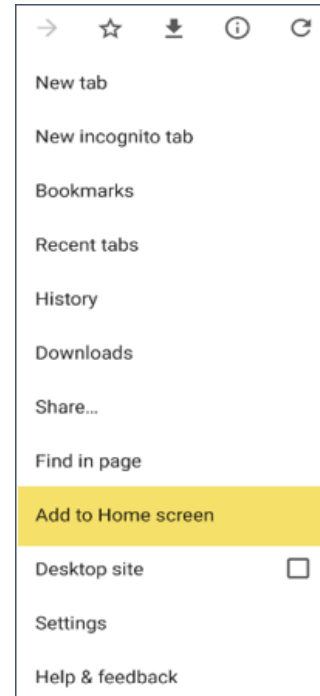 New tab
New incognito tab
Bookmarks
Recent tabs
History
Downloads
Share...
Find in page
Add to Home screen
Desktop site
Settings
Help & feedback